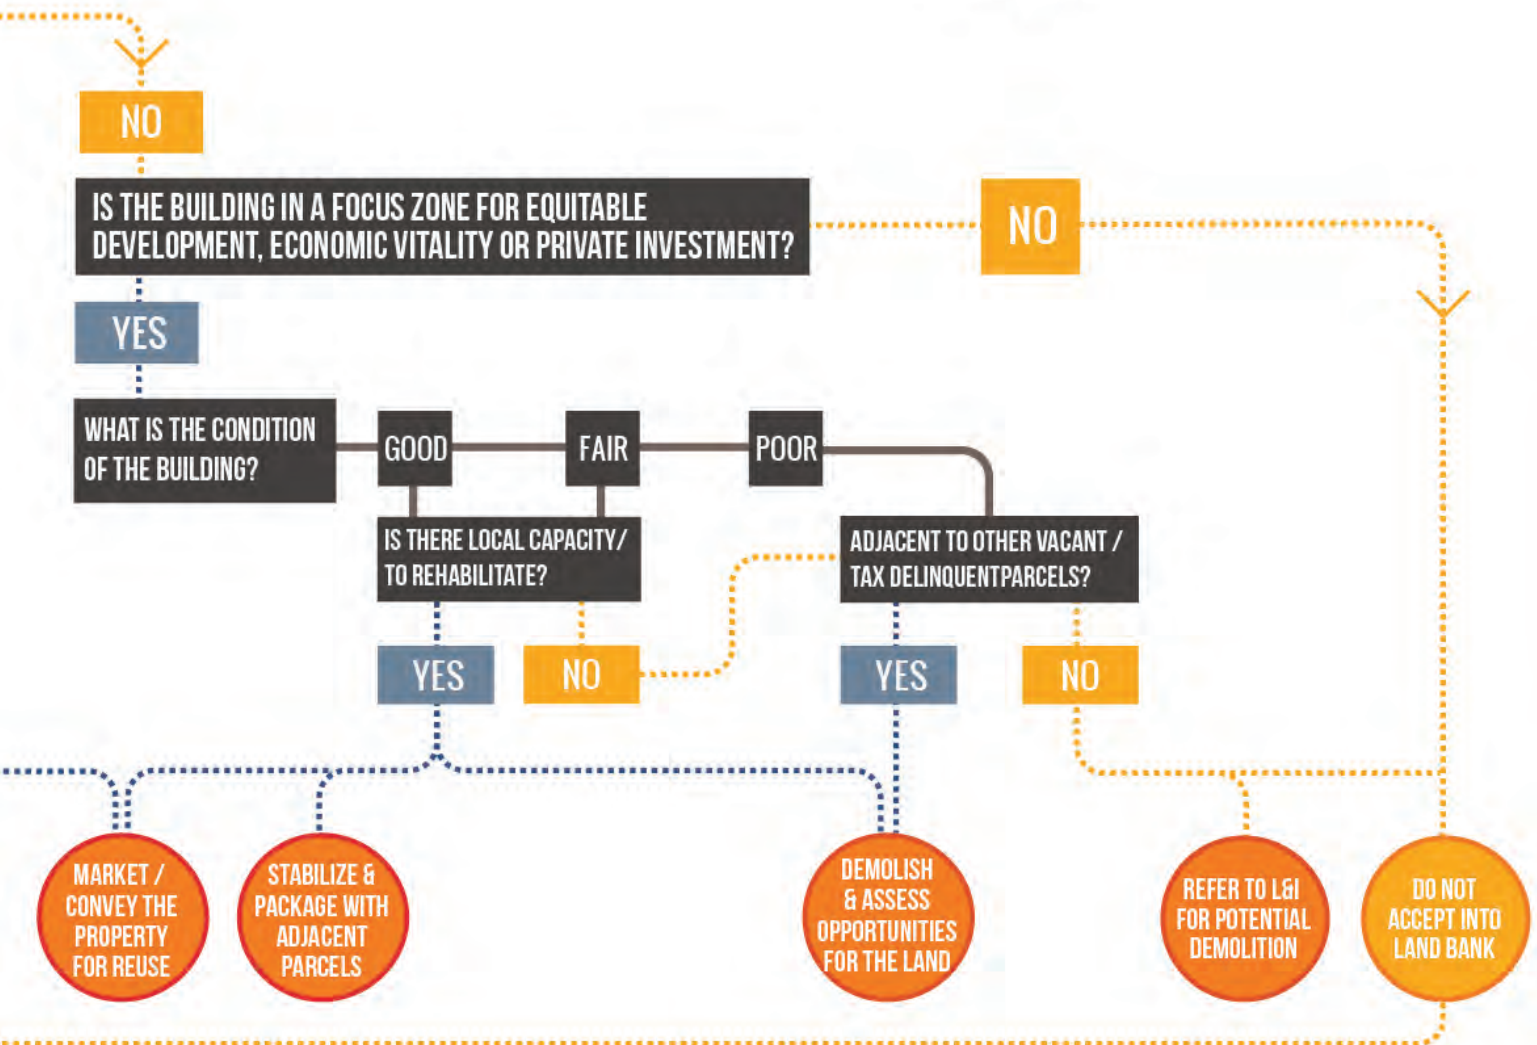 NO
IS THE BUILDING IN A FOCUS ZONE FOR EQUITABLE
DEVELOPMENT, ECONOMIC VITALITY OR PRIVATE INVESTMENT?
NO
YES
WHAT IS THE CONDITION
OF THE BUILDING?
GOOD
FAIR
POOR
IS THERE LOCAL CAPACITY/
TO REHABILITATE?
ADJACENT TO OTHER VACANT /
TAX DELINQUENTPARCELS?
YES
NO
YES
NO
MARKET /
CONVEY THE
PROPERTY
FOR REUSE
STABILIZE &
PACKAGE WITH
ADJACENT
PARCELS
DEMOLISH
& ASSESS
OPPORTUNITIES
FOR THE LAND
REFER TO L&I
FOR POTENTIAL
DEMOLITION
DO NOT
ACCEPT INTO
LAND BANK